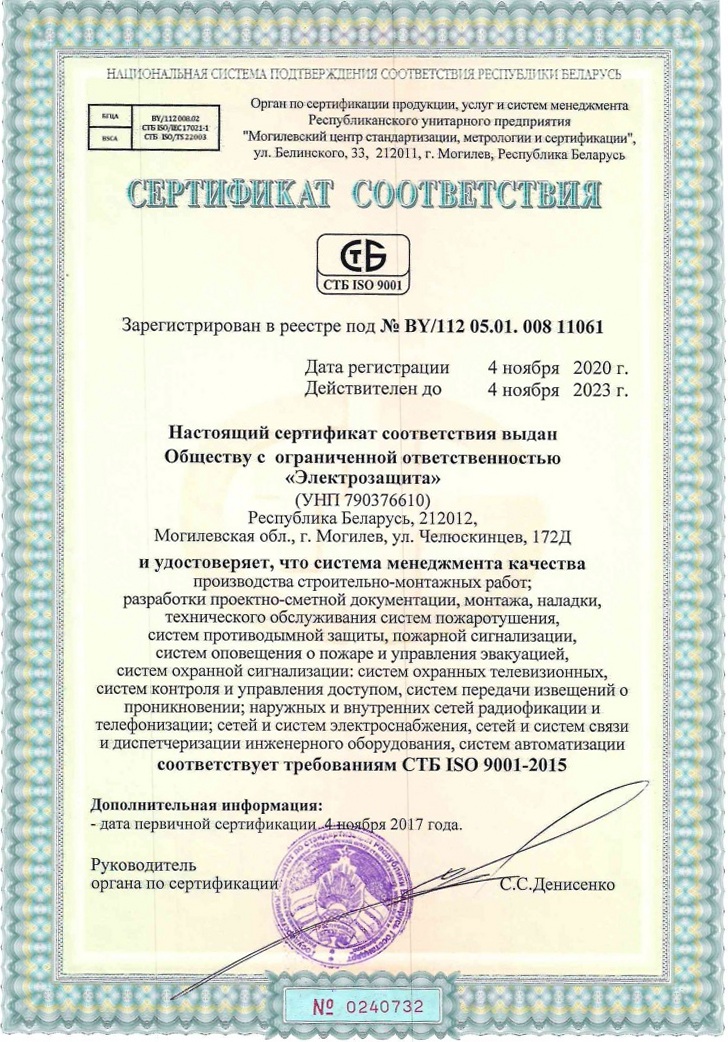 НАЦИОНАЛЬНАЯ СИСТЕМА ПОДТВЕРЖДЕНИЯ СООТВЕТСТВИЯ РЕСПУБЛИКИ БЕЛАРУСЬ
БГЦА
BSCA
BY/112 008.02
СТБ ISO/IEC 17021-1
СТБ ISO/TS 22003
Орган по сертификации продукции, услуг и систем менеджмента
Республиканского унитарного предприятия
"Могилевский центр стандартизации, метрологии и сертификации",
ул. Белинского, 33, 212011, г. Могилев, Республика Беларусь
СЕРТИФИКАТ СООТВЕТСТВИЯ
СТБ
СТБ ISO 9001
Зарегистрирован в реестре под № BY/112 05.01. 008 11061
Дата регистрации 4 ноября 2020 г.
Действителен до 4 ноября 2023 г.
Настоящий сертификат соответствия выдан
Обществу с ограниченной ответственностью
«Электрозащита»
(УНП 790376610)
Республика Беларусь, 212012,
Могилевская обл., г. Могилев, ул. Челюскинцев, 172Д
и удостоверяет, что система менеджмента качества
производства строительно-монтажных работ;
разработки проектно-сметной документации, монтажа, наладки,
технического обслуживания систем пожаротушения,
систем противодымной защиты, пожарной сигнализации,
систем оповещения о пожаре и управления эвакуацией,
систем охранной сигнализации: систем охранных телевизионных,
систем контроля и управления доступом, систем передачи извещений о
проникновении; наружных и внутренних сетей радиофикации и
телефонизации; сетей и систем электроснабжения, сетей и систем связи
и диспетчеризации инженерного оборудования, систем автоматизации
соответствует требованиям СТБ ISO 9001-2015
Дополнительная информация:
- дата первичной сертификации 4 ноября 2017 года.
Руководитель
органа по сертификации
С.С.Денисенко
№ 0240732